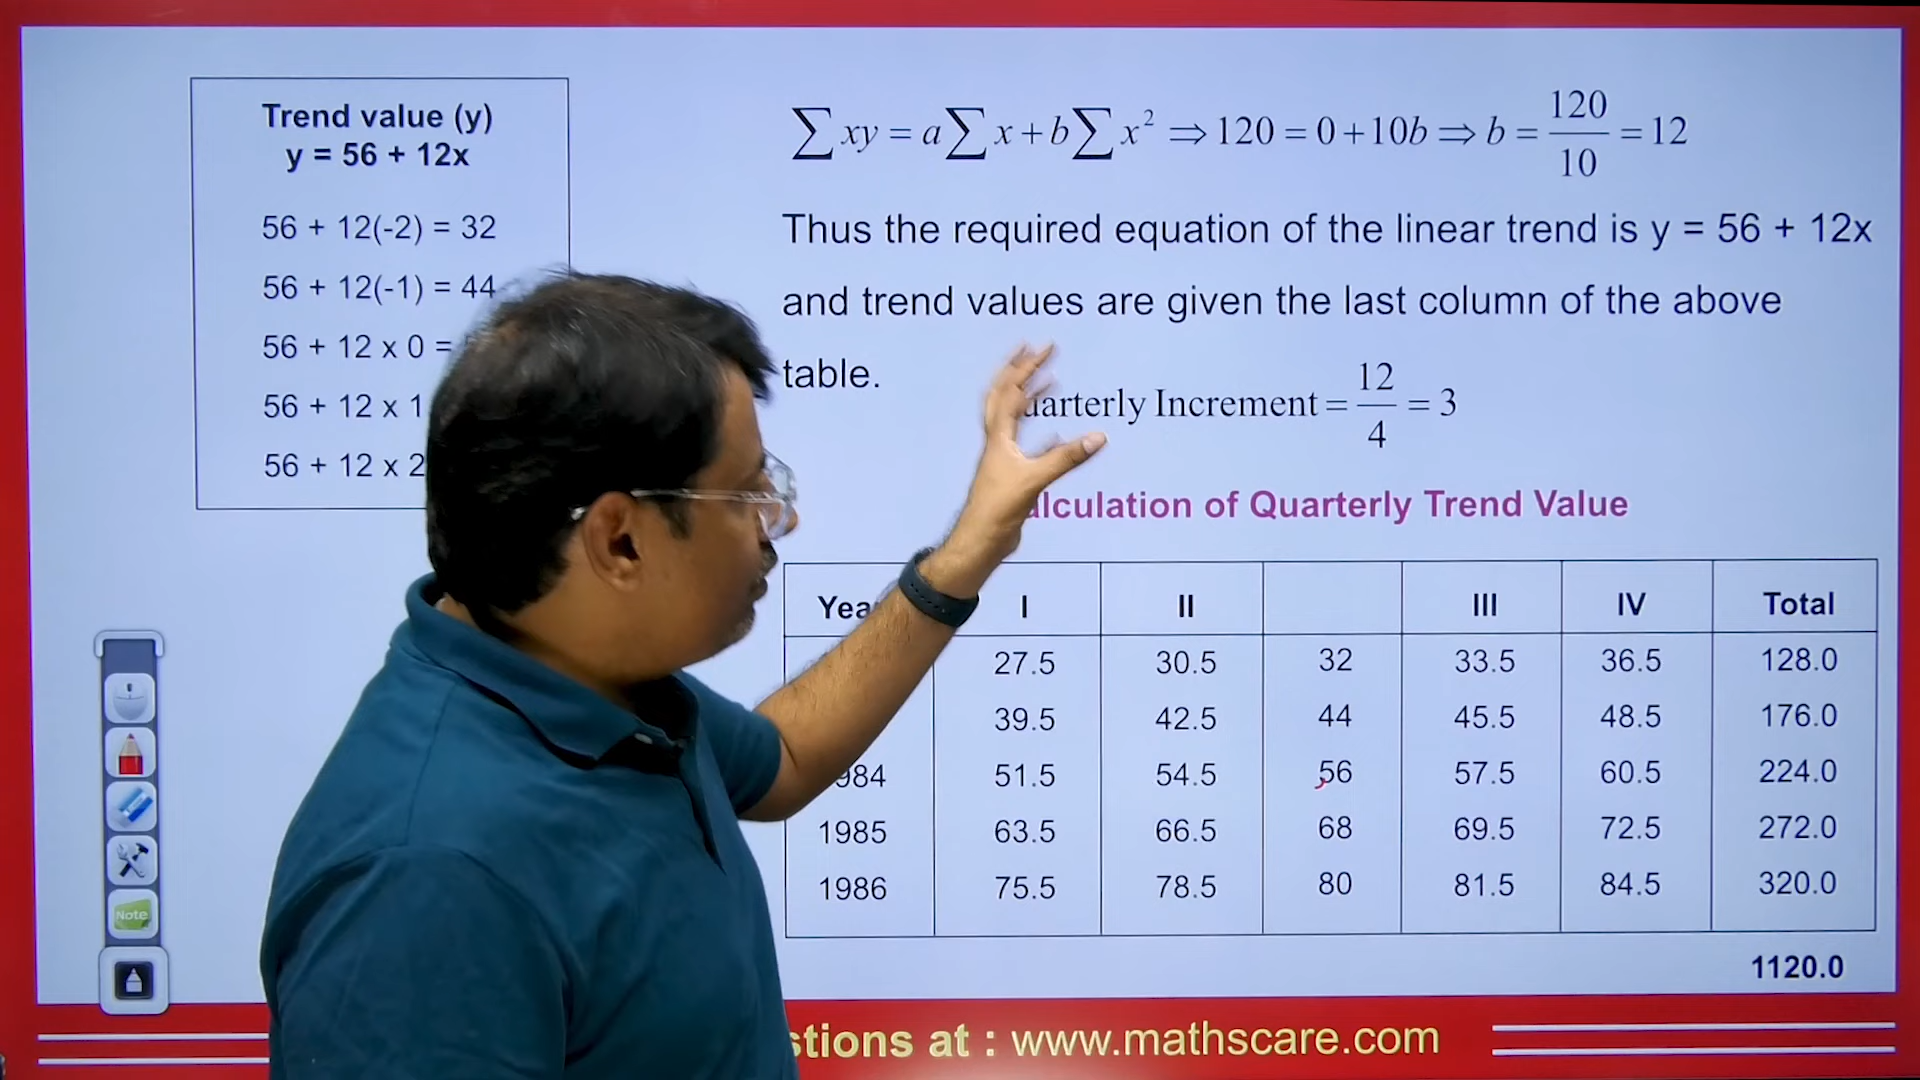 Trend value (y)
y = 56 + 12x
56 + 12(-2) = 32
56 + 12(-1) = 44
56 + 12 x 0 =
56 + 12 x 1
56 + 12 x 2
∑xy = a∑x + b∑x² ⇒ 120 = 0 + 10b ⇒ b = 120/10 = 12
Thus the required equation of the linear trend is y = 56 + 12x
and trend values are given the last column of the above
table.
uarterly Increment = 12/4 = 3
alculation of Quarterly Trend Value
Yea I II III IV Total
27.5 30.5 32 33.5 36.5 128.0
39.5 42.5 44 45.5 48.5 176.0
984 51.5 54.5 56 57.5 60.5 224.0
1985 63.5 66.5 68 69.5 72.5 272.0
1986 75.5 78.5 80 81.5 84.5 320.0
1120.0
Note
stions at : www.mathscare.com